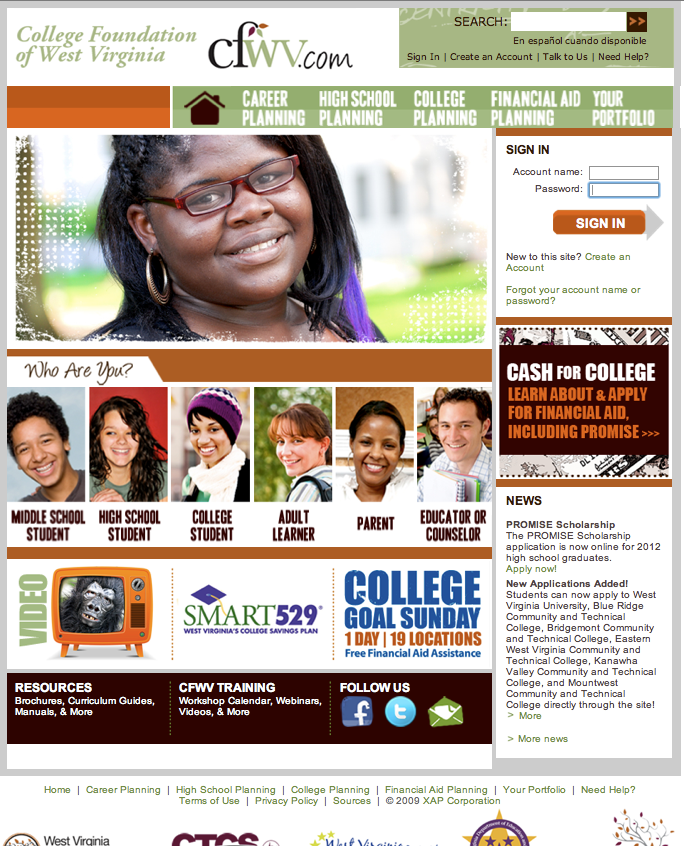 College Foundation
of West Virginia
cfwv.com
SEARCH: >>
En español cuando disponible
Sign In | Create an Account | Talk to Us | Need Help?
CAREER PLANNING
HIGH SCHOOL PLANNING
COLLEGE PLANNING
FINANCIAL AID PLANNING
YOUR PORTFOLIO
SIGN IN
Account name:
Password:
SIGN IN
New to this site? Create an
Account
Forgot your account name or
password?
Who Are You?
MIDDLE SCHOOL
STUDENT
HIGH SCHOOL
STUDENT
COLLEGE
STUDENT
ADULT
LEARNER
PARENT
EDUCATOR OR
COUNSELOR
CASH FOR COLLEGE
LEARN ABOUT & APPLY
FOR FINANCIAL AID,
INCLUDING PROMISE >>>
NEWS
PROMISE Scholarship
The PROMISE Scholarship
application is now online for 2012
high school graduates.
Apply now!
New Applications Added!
Students can now apply to West
Virginia University, Blue Ridge
Community and Technical
College, Bridgemont Community
and Technical College, Eastern
West Virginia Community and
Technical College, Kanawha
Valley Community and Technical
College, and Mountwest
Community and Technical
College directly through the site!
> More
> More news
VIDEO
SMART529®
WEST VIRGINIA'S COLLEGE SAVINGS PLAN
COLLEGE
GOAL SUNDAY
1 DAY | 19 LOCATIONS
Free Financial Aid Assistance
RESOURCES
Brochures, Curriculum Guides,
Manuals, & More
CFWV TRAINING
Workshop Calendar, Webinars,
Videos, & More
FOLLOW US
Home | Career Planning | High School Planning | College Planning | Financial Aid Planning | Your Portfolio | Need Help?
Terms of Use | Privacy Policy | Sources | © 2009 XAP Corporation
West Virginia